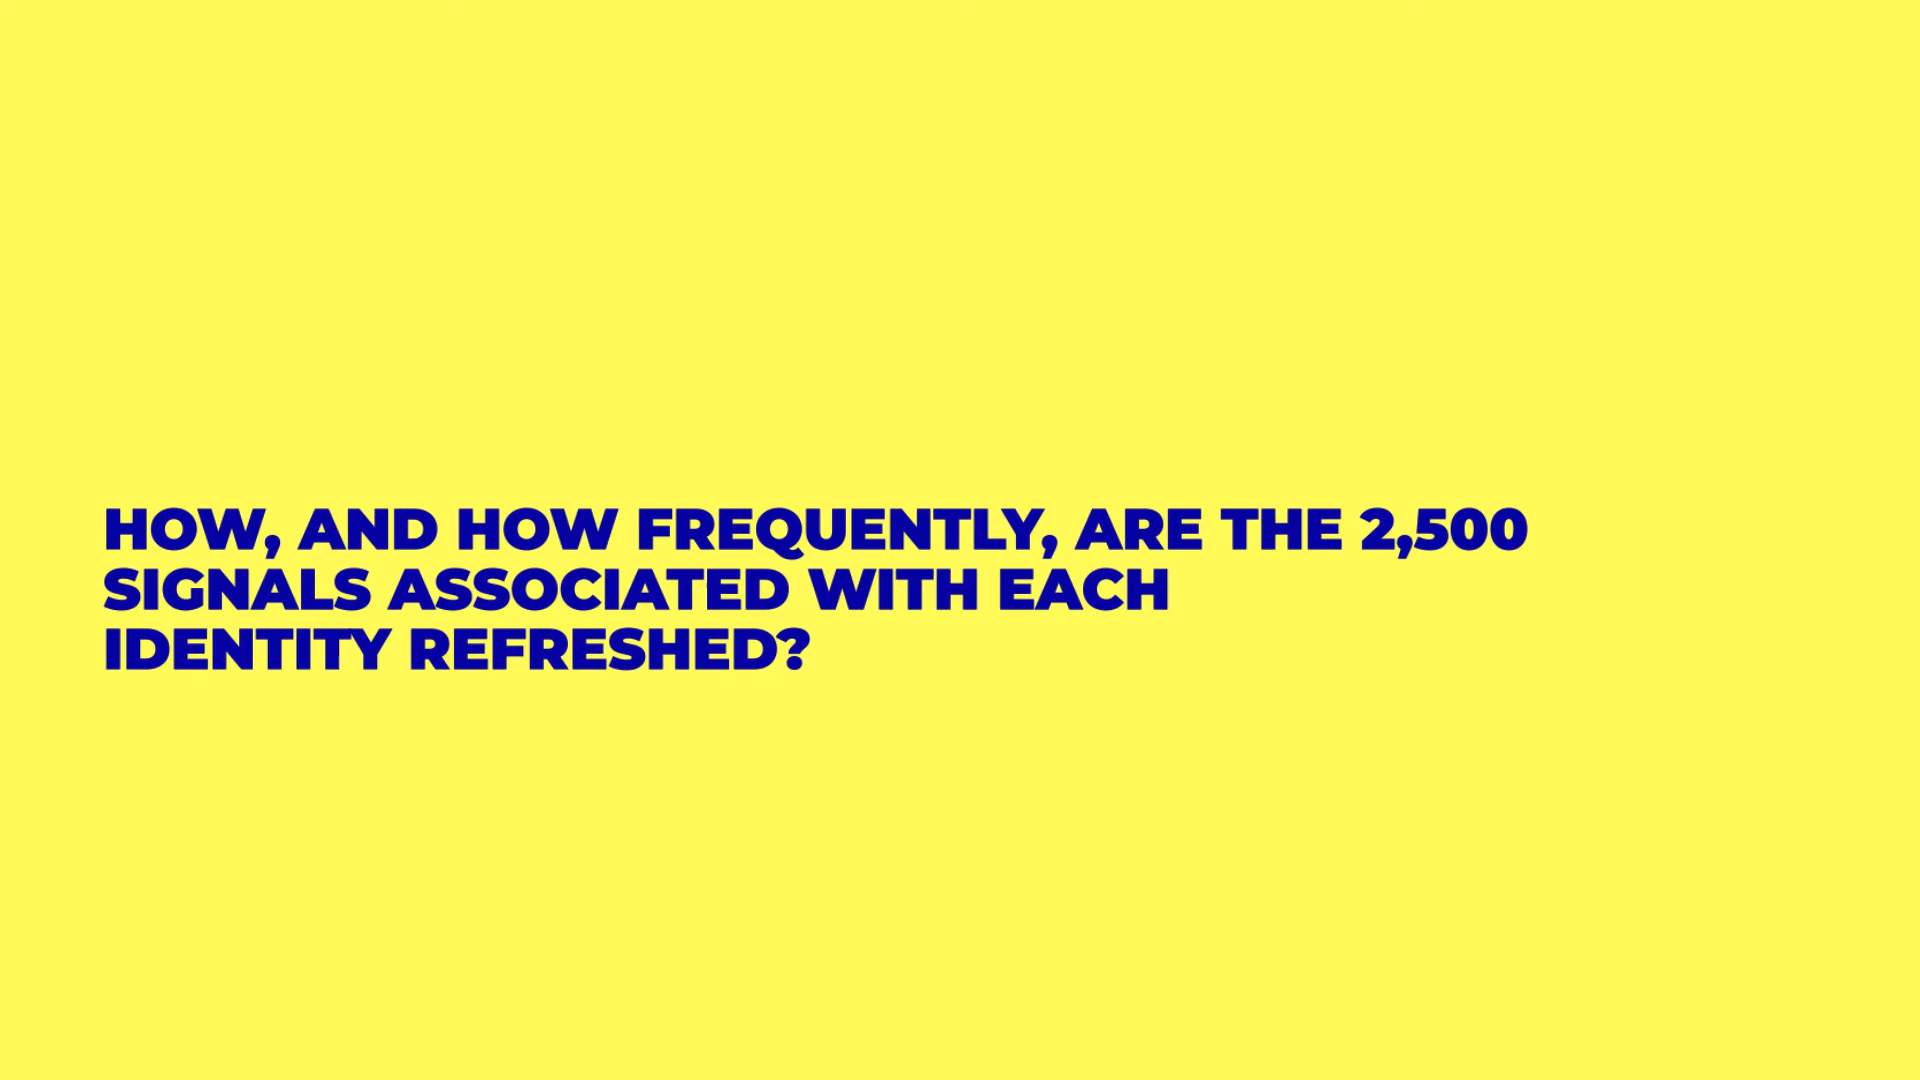 HOW, AND HOW FREQUENTLY, ARE THE 2,500
SIGNALS ASSOCIATED WITH EACH
IDENTITY REFRESHED?